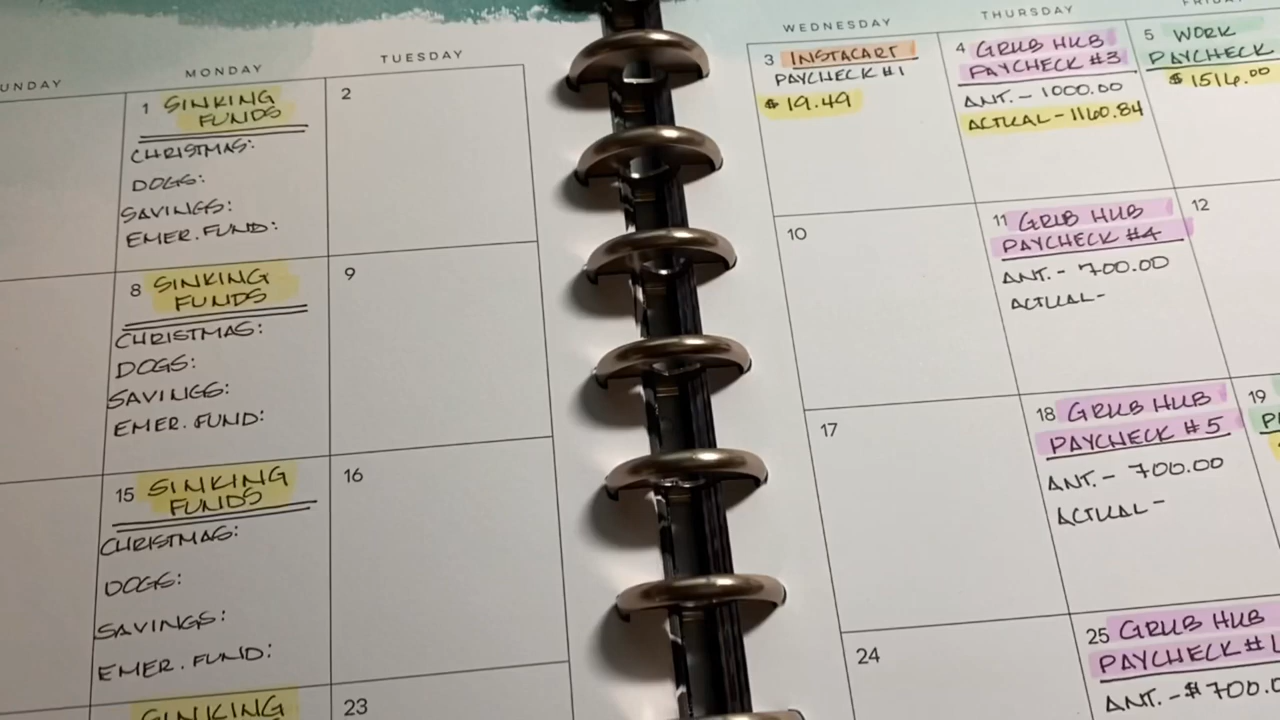 UNDAY
MONDAY
TUESDAY
WEDNESDAY
THURSDAY
1 SINKING
FUNDS
CHRISTMAS:
DOGS:
SAVINGS:
EMER. FUND:
2
3 INSTACART
PAYCHECK #1
$ 19.49
4 GRUB HUB
PAYCHECK #3
ANT. - 1000.00
ACTUAL - 1160.84
5 WORK
PAYCHECK
$ 1516.00
8 SINKING
FUNDS
CHRISTMAS:
DOGS:
SAVINGS:
EMER. FUND:
9
10
11 GRUB HUB
PAYCHECK #4
ANT. - 700.00
ACTUAL -
12
15 SINKING
FUNDS
CHRISTMAS:
DOGS:
SAVINGS:
EMER. FUND:
16
17
18 GRUB HUB
PAYCHECK #5
ANT. - 700.00
ACTUAL -
19
SINKING
23
24
25 GRUB HUB
PAYCHECK #
ANT. - $ 700.0